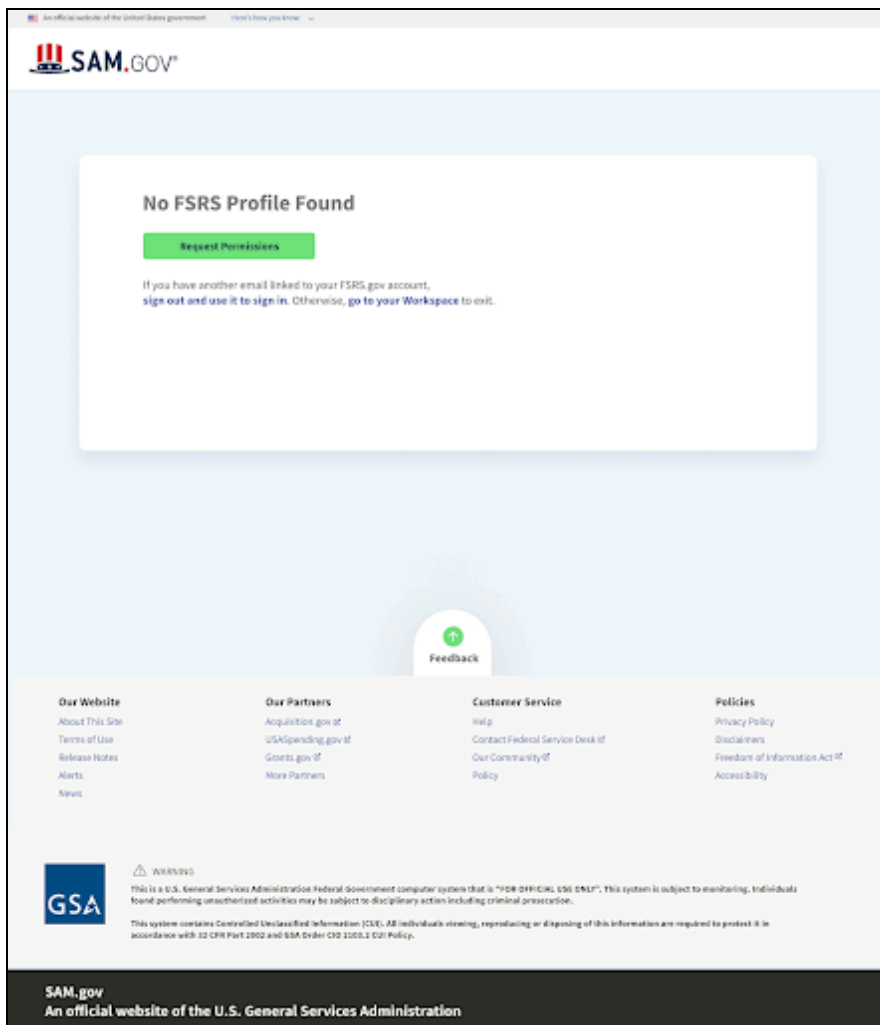 An official website of the United States government Here's how you know
SAM.GOV®
No FSRS Profile Found
Request Permissions
If you have another email linked to your FSRS.gov account,
sign out and use it to sign in. Otherwise, go to your Workspace to exit.
Feedback
Our Website
About This Site
Terms of Use
Release Notes
Alerts
News
Our Partners
Acquisition.gov
USASpending.gov
Grants.gov
More Partners
Customer Service
Help
Contact Federal Service Desk
Our Community
Policy
Policies
Privacy Policy
Disclaimers
Freedom of Information Act
Accessibility
GSA
WARNING
This is a U.S. General Services Administration Federal Government computer system that is "FOR OFFICIAL USE ONLY". This system is subject to monitoring. Individuals
found performing unauthorized activities may be subject to disciplinary action including criminal prosecution.
This system contains Controlled Unclassified Information (CUI). All individuals viewing, reproducing or disposing of this information are required to protect it in
accordance with 32 CFR Part 2002 and GSA Order CIO 2103.2 CUI Policy.
SAM.gov
An official website of the U.S. General Services Administration